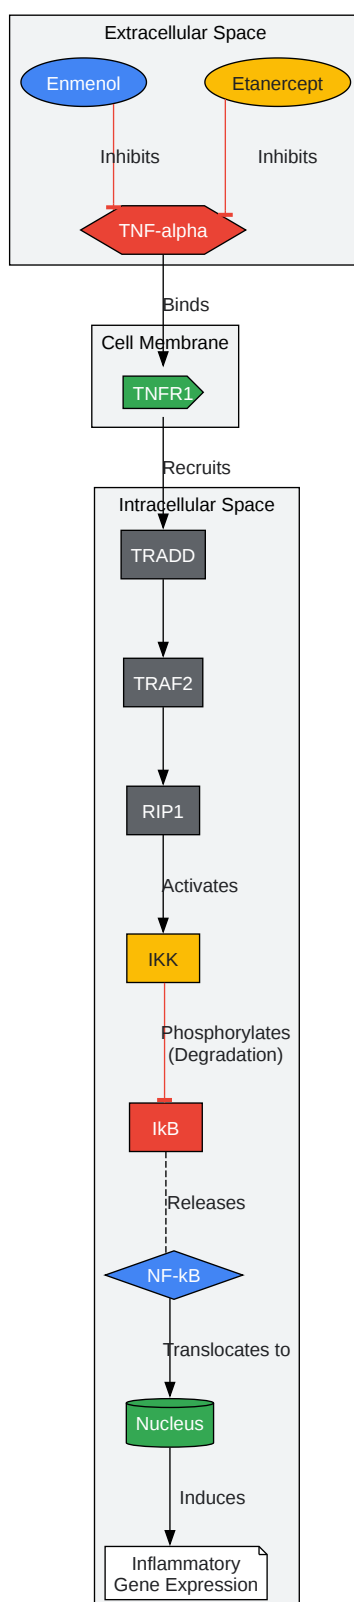 Extracellular Space
Enmenol
Etanercept
Inhibits
Inhibits
TNF-alpha
Binds
Cell Membrane
TNFR1
Recruits
Intracellular Space
TRADD
TRAF2
RIP1
Activates
IKK
Phosphorylates
(Degradation)
IkB
Releases
NF-kB
Translocates to
Nucleus
Induces
Inflammatory
Gene Expression